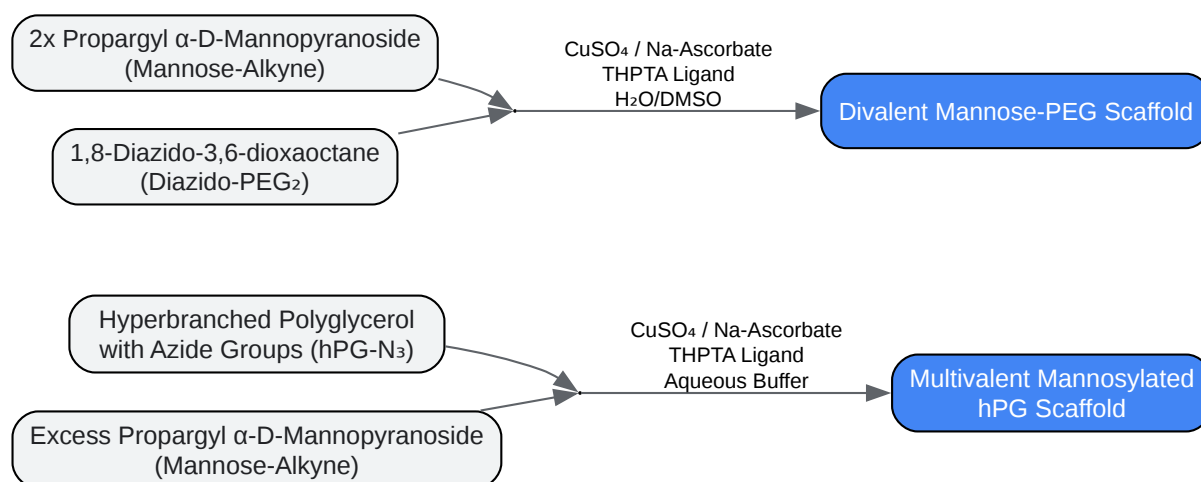 2x Propargyl α-D-Mannopyranoside
(Mannose-Alkyne)
1,8-Diazido-3,6-dioxaoctane
(Diazido-PEG₂)
CuSO₄ / Na-Ascorbate
THPTA Ligand
H₂O/DMSO
Divalent Mannose-PEG Scaffold
Hyperbranched Polyglycerol
with Azide Groups (hPG-N₃)
Excess Propargyl α-D-Mannopyranoside
(Mannose-Alkyne)
CuSO₄ / Na-Ascorbate
THPTA Ligand
Aqueous Buffer
Multivalent Mannosylated
hPG Scaffold